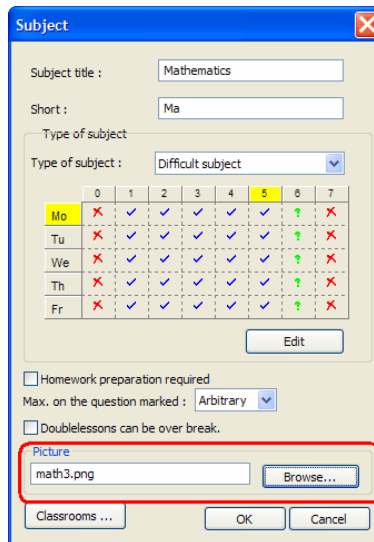 Subject
Subject title : Mathematics
Short : Ma
Type of subject
Type of subject : Difficult subject
0 1 2 3 4 5 6 7
Mo ✗ ✓ ✓ ✓ ✓ ✓ ? ✗
Tu ✗ ✓ ✓ ✓ ✓ ✓ ? ✗
We ✗ ✓ ✓ ✓ ✓ ✓ ? ✗
Th ✗ ✓ ✓ ✓ ✓ ✓ ? ✗
Fr ✗ ✓ ✓ ✓ ✓ ✓ ? ✗
Edit
Homework preparation required
Max. on the question marked : Arbitrary
Doublelessons can be over break.
Picture
math3.png Browse...
Classrooms ... OK Cancel